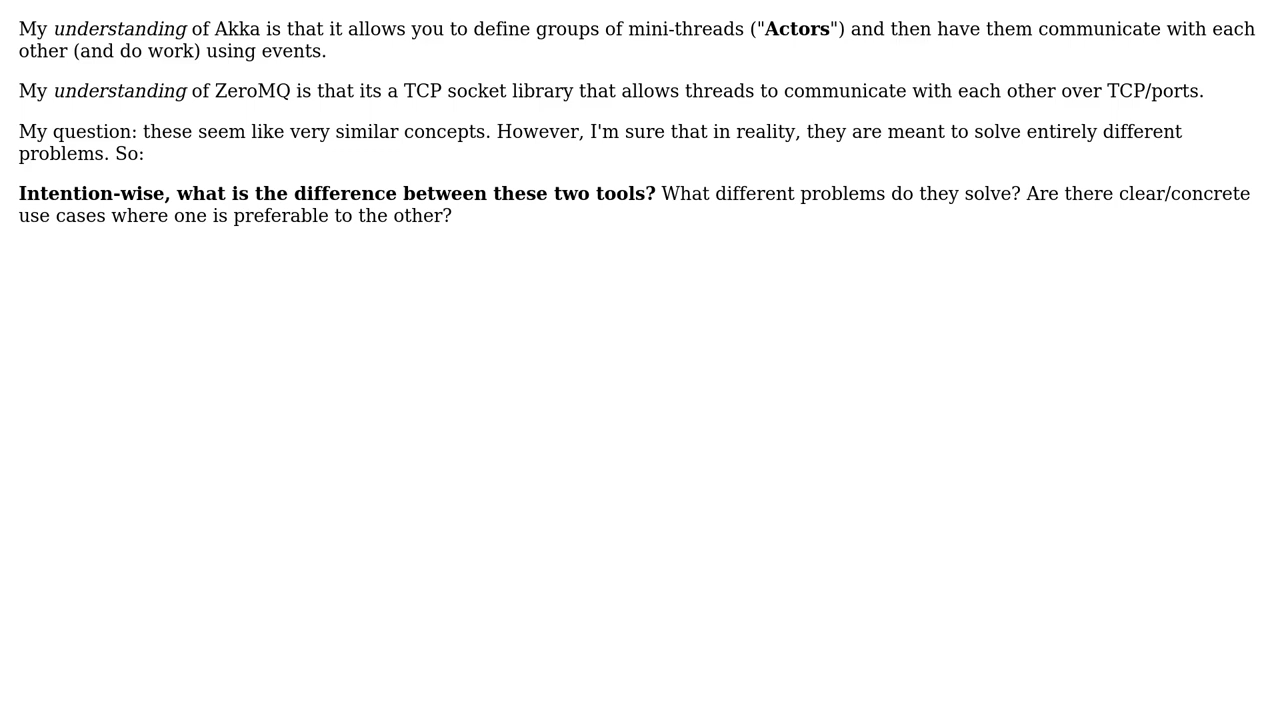 My understanding of Akka is that it allows you to define groups of mini-threads ("Actors") and then have them communicate with each
other (and do work) using events.
My understanding of ZeroMQ is that its a TCP socket library that allows threads to communicate with each other over TCP/ports.
My question: these seem like very similar concepts. However, I'm sure that in reality, they are meant to solve entirely different
problems. So:
Intention-wise, what is the difference between these two tools? What different problems do they solve? Are there clear/concrete
use cases where one is preferable to the other?